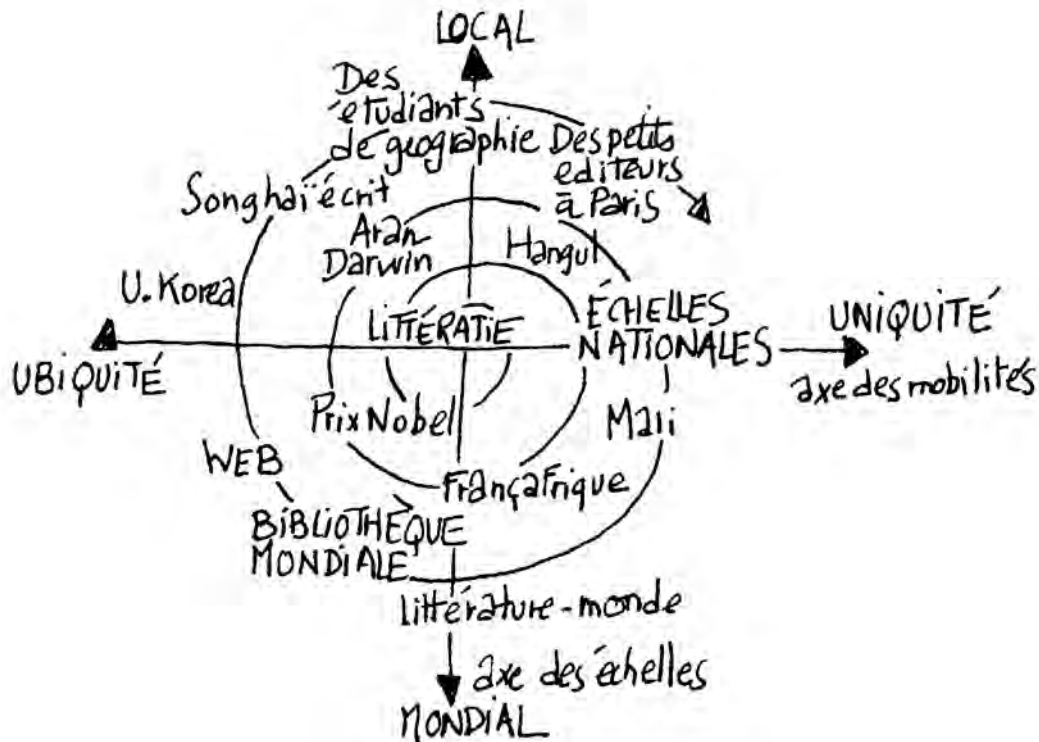 LOCAL
Des
étudiants
de géographie
Des petits
editeurs
à Paris
Songhaï écrit
Aran
Darwin
Hangul
U. Korea
LITTÉRATIE
ÉCHELLES
NATIONALES
UNIQUITÉ
UBIQUITÉ
axe des mobilités
Prix Nobel
Mali
WEB
Françafrique
BIBLIOTHÈQUE
MONDIALE
littérature-monde
axe des échelles
MONDIAL